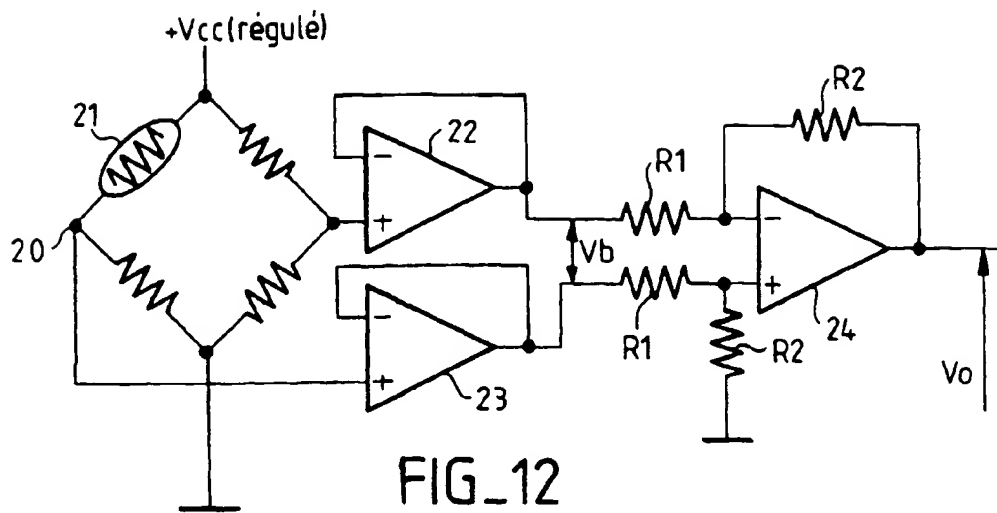 +Vcc(régulé)
21
22
R2
R1
-
+
-
20
Vb
+
-
R1
24
R2
+
23
Vo
FIG_12